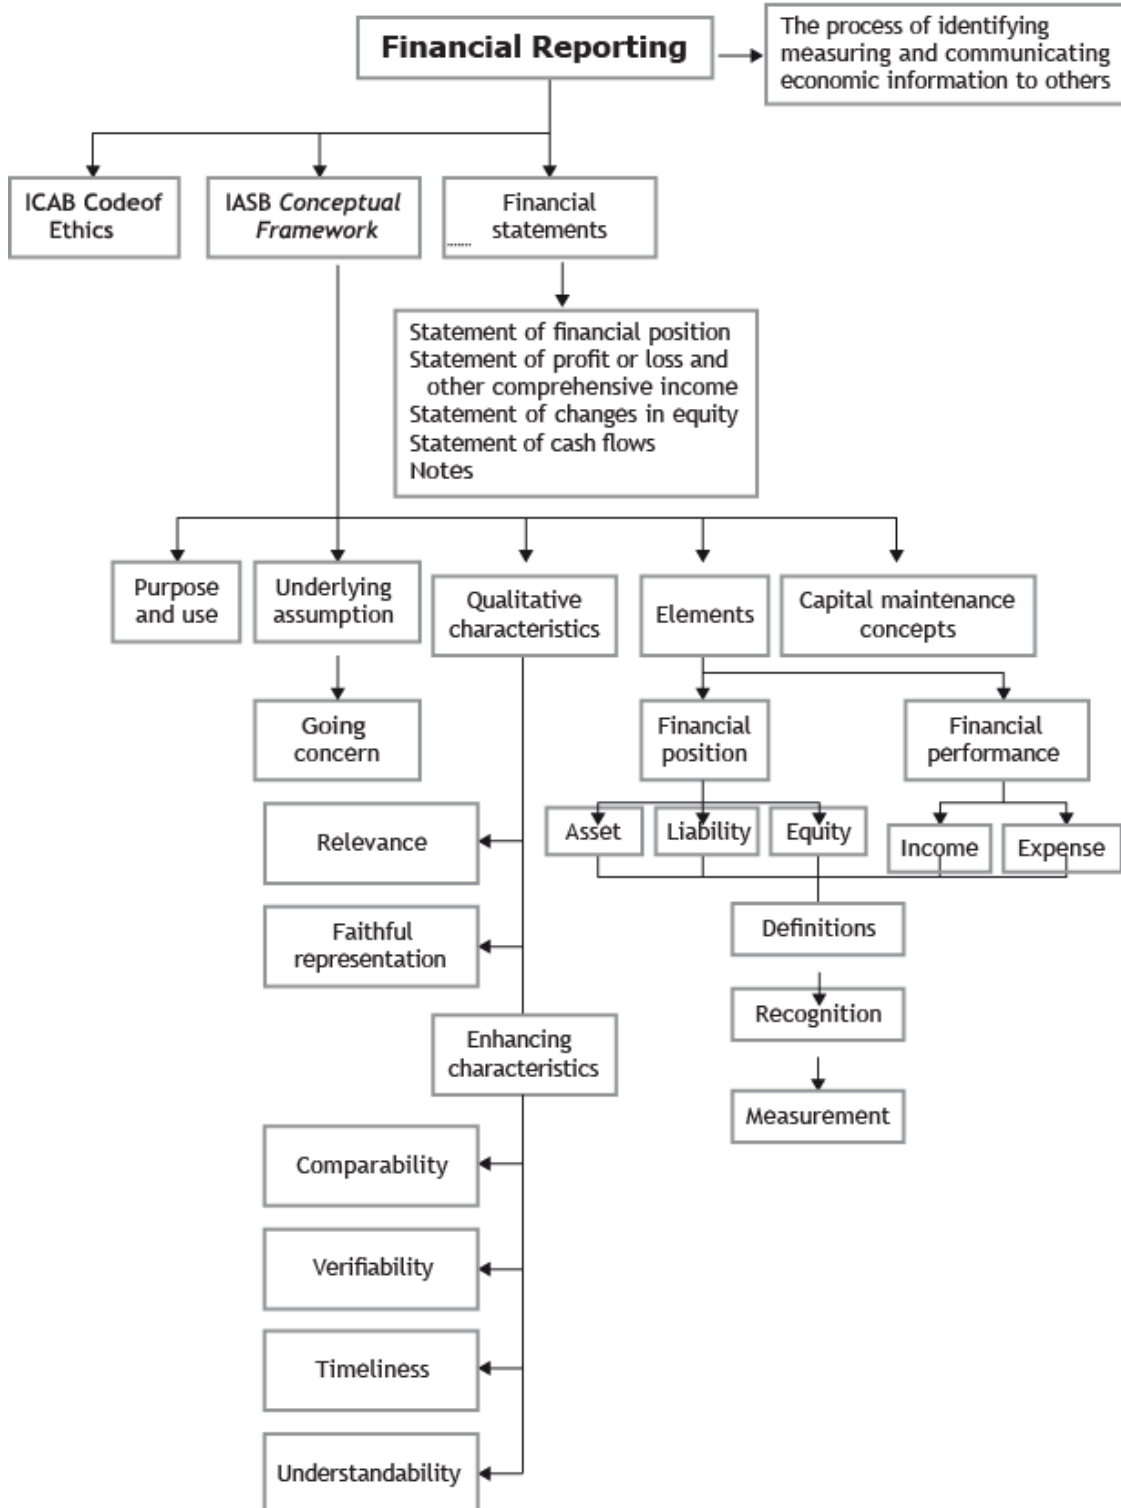 Financial Reporting
The process of identifying
measuring and communicating
economic information to others
ICAB Codeof
Ethics
IASB Conceptual
Framework
Financial
statements
.......
Statement of financial position
Statement of profit or loss and
other comprehensive income
Statement of changes in equity
Statement of cash flows
Notes
Purpose
and use
Underlying
assumption
Qualitative
characteristics
Elements
Capital maintenance
concepts
Going
concern
Financial
position
Financial
performance
Relevance
Asset
Liability
Equity
Income
Expense
Faithful
representation
Definitions
Recognition
Enhancing
characteristics
Measurement
Comparability
Verifiability
Timeliness
Understandability